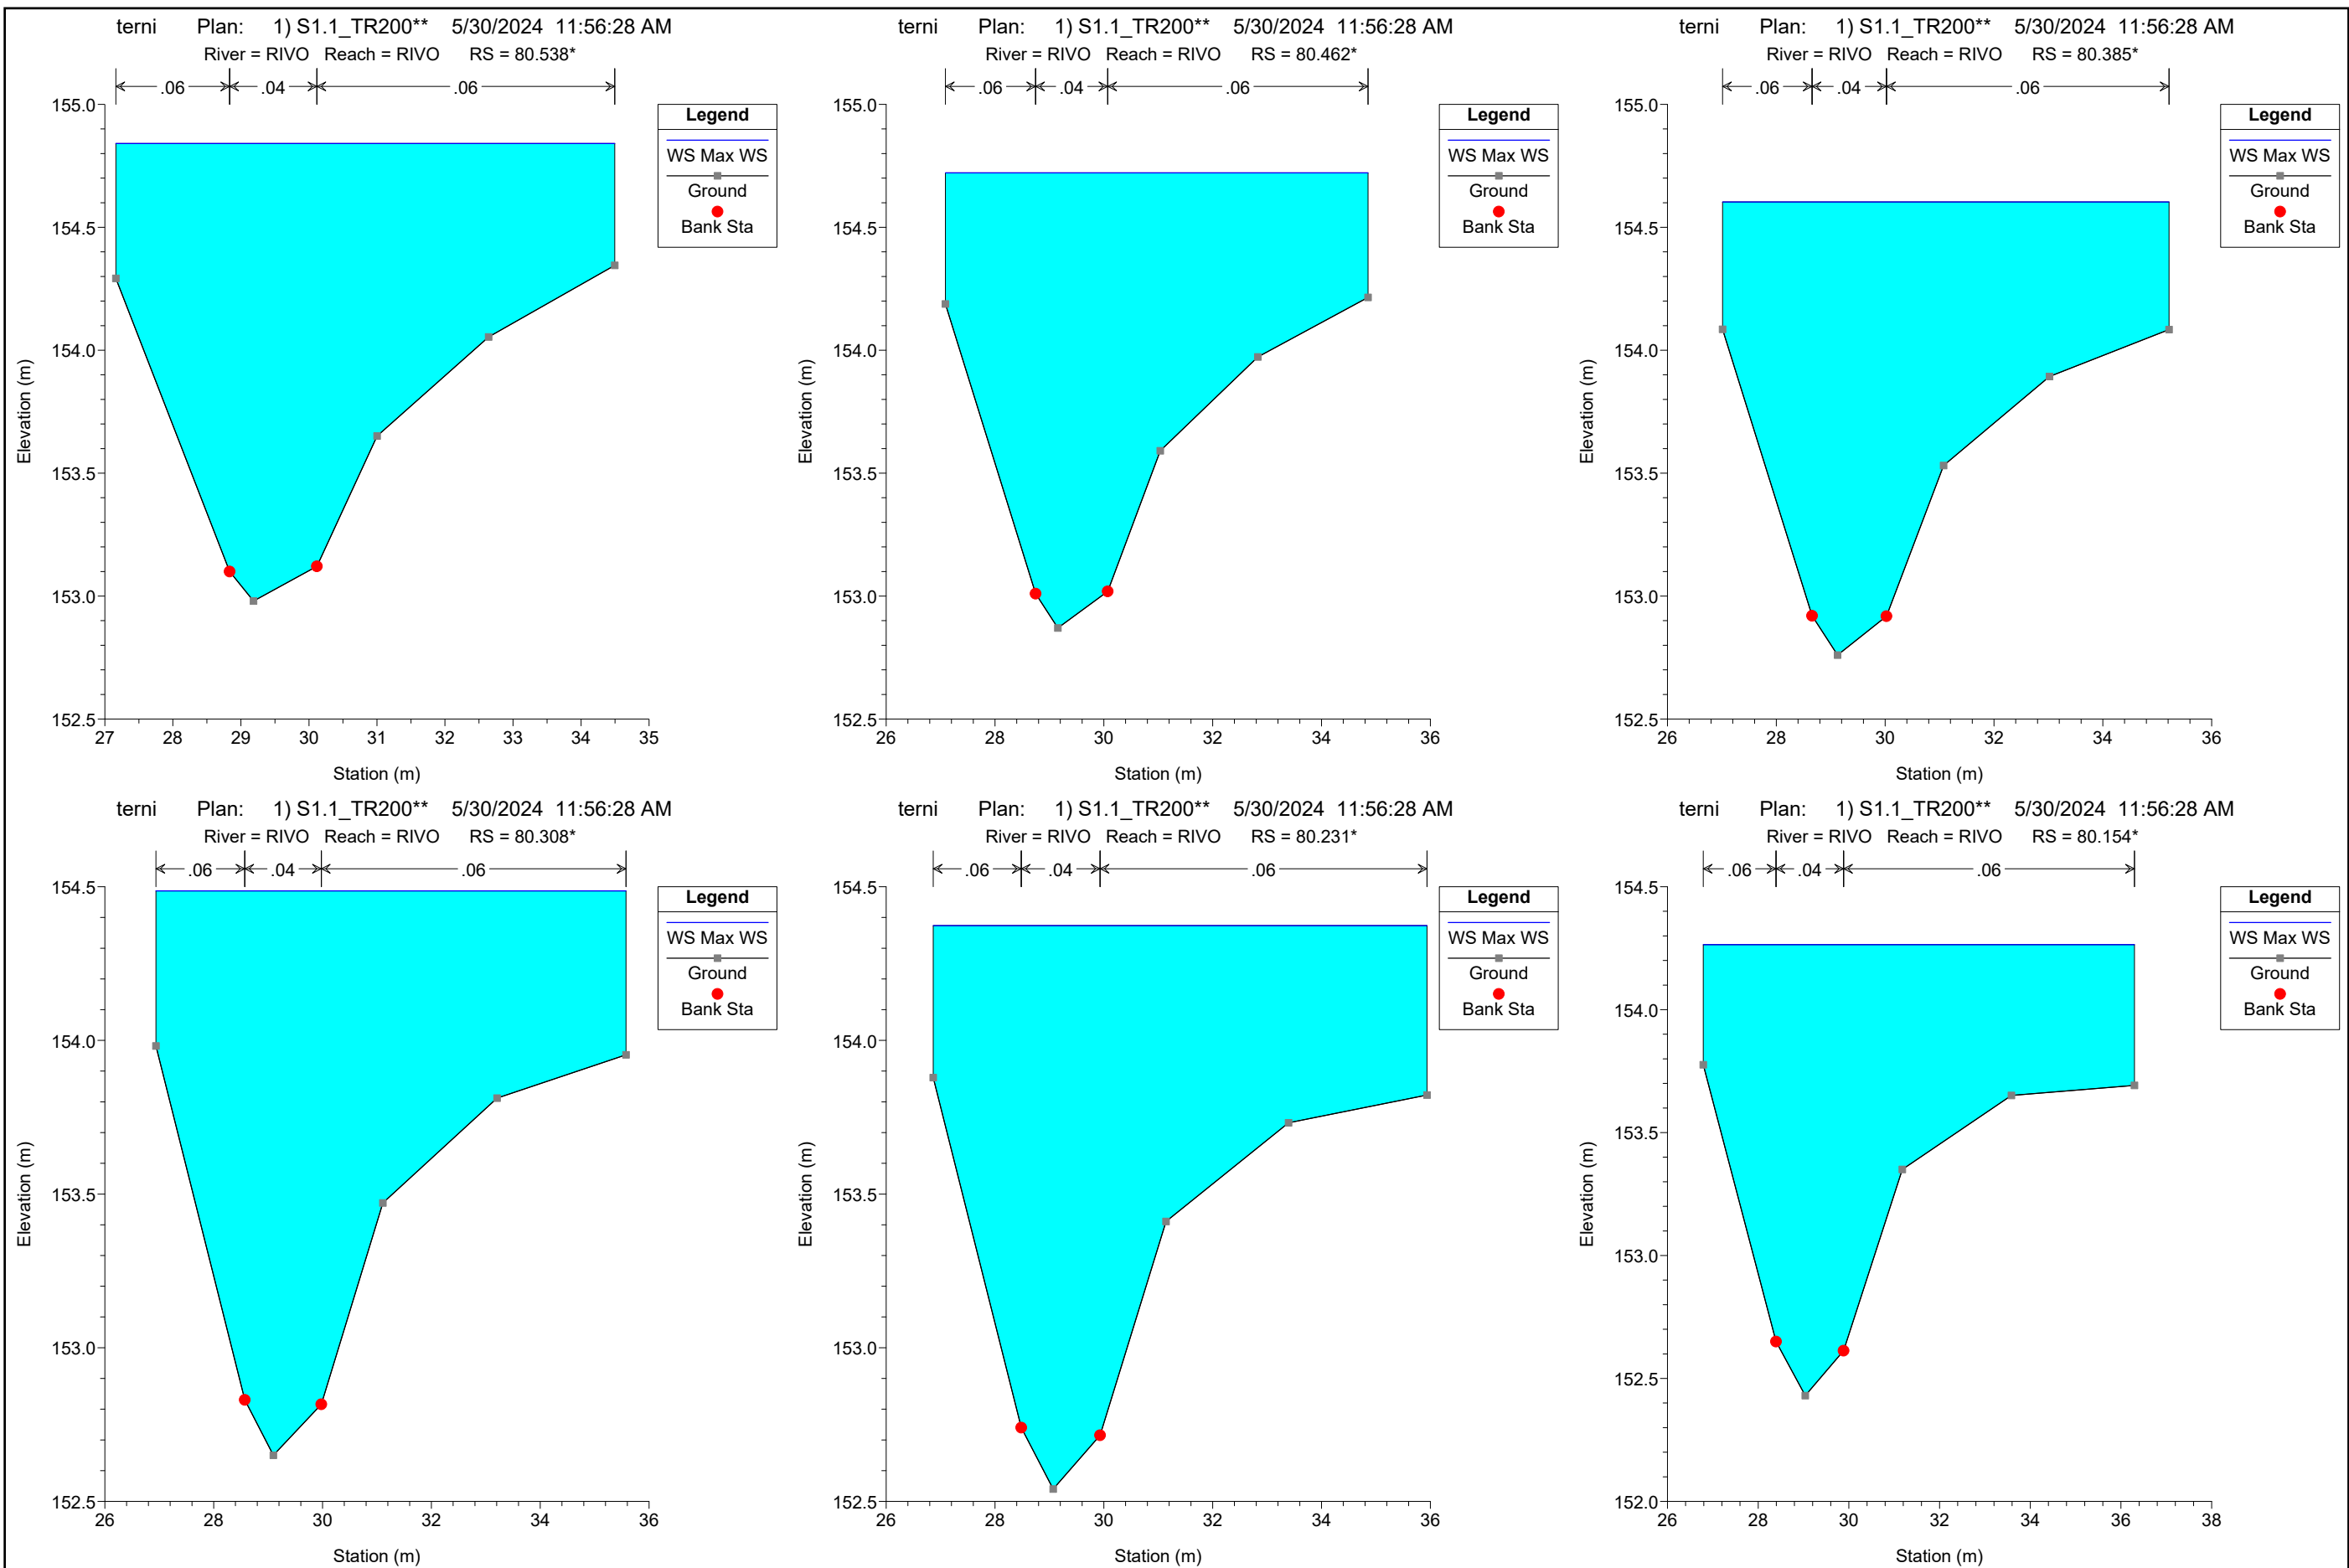 terni Plan: 1) S1.1_TR200** 5/30/2024 11:56:28 AM
River = RIVO Reach = RIVO RS = 80.538*
.06 .04 .06
Legend
WS Max WS
Ground
Bank Sta
155.0
154.5
154.0
153.5
153.0
152.5
Elevation (m)
27 28 29 30 31 32 33 34 35
Station (m)
terni Plan: 1) S1.1_TR200** 5/30/2024 11:56:28 AM
River = RIVO Reach = RIVO RS = 80.462*
.06 .04 .06
Legend
WS Max WS
Ground
Bank Sta
155.0
154.5
154.0
153.5
153.0
152.5
Elevation (m)
26 28 30 32 34 36
Station (m)
terni Plan: 1) S1.1_TR200** 5/30/2024 11:56:28 AM
River = RIVO Reach = RIVO RS = 80.385*
.06 .04 .06
Legend
WS Max WS
Ground
Bank Sta
155.0
154.5
154.0
153.5
153.0
152.5
Elevation (m)
26 28 30 32 34 36
Station (m)
terni Plan: 1) S1.1_TR200** 5/30/2024 11:56:28 AM
River = RIVO Reach = RIVO RS = 80.308*
.06 .04 .06
Legend
WS Max WS
Ground
Bank Sta
154.5
154.0
153.5
153.0
152.5
Elevation (m)
26 28 30 32 34 36
Station (m)
terni Plan: 1) S1.1_TR200** 5/30/2024 11:56:28 AM
River = RIVO Reach = RIVO RS = 80.231*
.06 .04 .06
Legend
WS Max WS
Ground
Bank Sta
154.5
154.0
153.5
153.0
152.5
Elevation (m)
26 28 30 32 34 36
Station (m)
terni Plan: 1) S1.1_TR200** 5/30/2024 11:56:28 AM
River = RIVO Reach = RIVO RS = 80.154*
.06 .04 .06
Legend
WS Max WS
Ground
Bank Sta
154.5
154.0
153.5
153.0
152.5
152.0
Elevation (m)
26 28 30 32 34 36 38
Station (m)